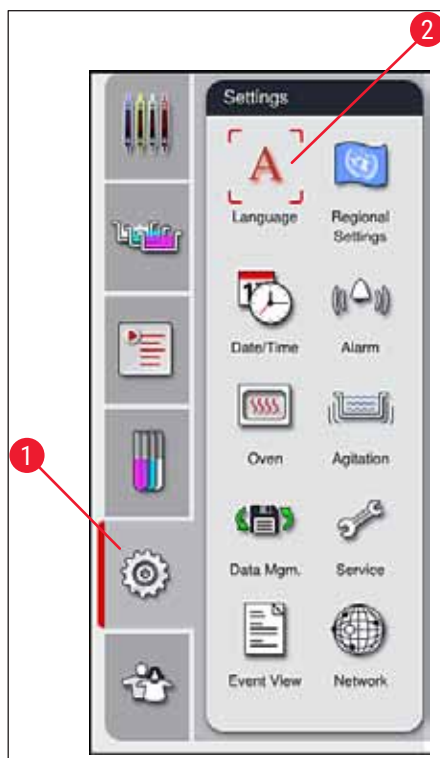 2
Settings
A
Language
Regional
Settings
Date/Time
Alarm
Oven
Agitation
1
Data Mgm.
Service
Event View
Network